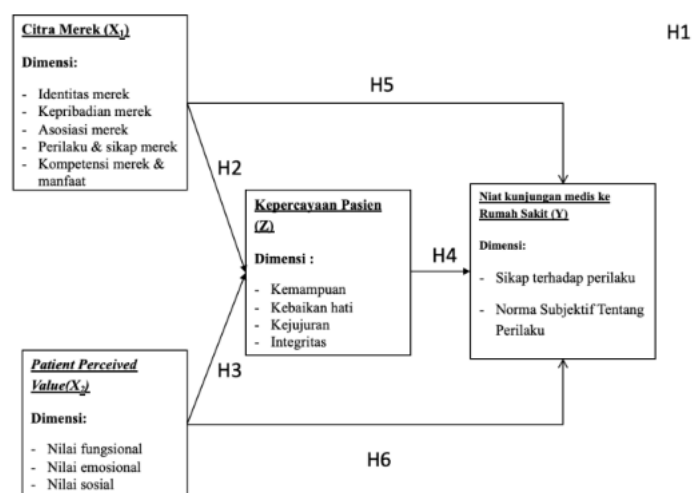 Citra Merek (X1)
Dimensi:
- Identitas merek
- Kepribadian merek
- Asosiasi merek
- Perilaku & sikap merek
- Kompetensi merek &
manfaat
H1
H5
H2
Kepercayaan Pasien
(Z)
Dimensi :
- Kemampuan
- Kebaikan hati
- Kejujuran
- Integritas
H4
Niat kunjungan medis ke
Rumah Sakit (Y)
Dimensi:
- Sikap terhadap perilaku
- Norma Subjektif Tentang
Perilaku
H3
Patient Perceived
Value(X2)
Dimensi:
- Nilai fungsional
- Nilai emosional
- Nilai sosial
H6